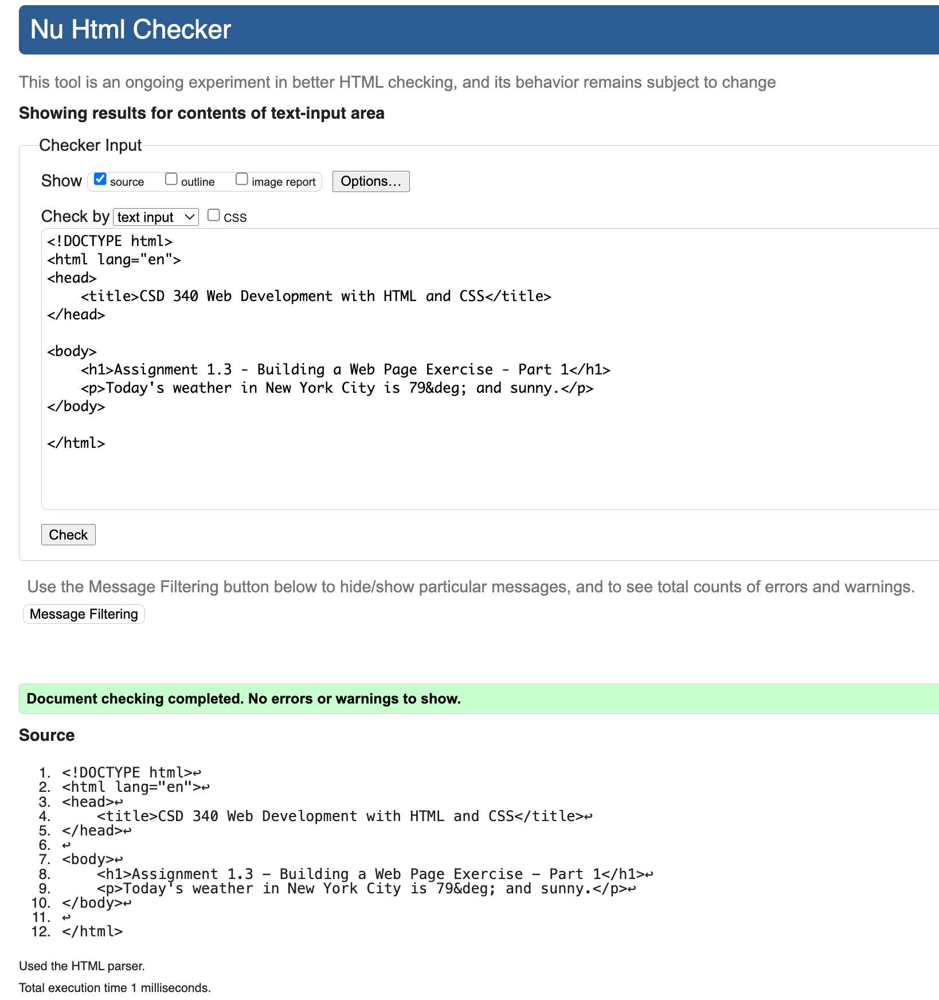 Nu Html Checker
This tool is an ongoing experiment in better HTML checking, and its behavior remains subject to change
Showing results for contents of text-input area
Checker Input
Show source outline image report Options…
Check by text input CSS
<!DOCTYPE html>
<html lang="en">
<head>
    <title>CSD 340 Web Development with HTML and CSS</title>
</head>
<body>
    <h1>Assignment 1.3 - Building a Web Page Exercise - Part 1</h1>
    <p>Today's weather in New York City is 79&deg; and sunny.</p>
</body>
</html>
Check
Use the Message Filtering button below to hide/show particular messages, and to see total counts of errors and warnings.
Message Filtering
Document checking completed. No errors or warnings to show.
Source
1. <!DOCTYPE html>↩
2. <html lang="en">↩
3. <head>↩
4.     <title>CSD 340 Web Development with HTML and CSS</title>↩
5. </head>↩
6. ↩
7. <body>↩
8.     <h1>Assignment 1.3 – Building a Web Page Exercise – Part 1</h1>↩
9.     <p>Today's weather in New York City is 79&deg; and sunny.</p>↩
10. </body>↩
11. ↩
12. </html>
Used the HTML parser.
Total execution time 1 milliseconds.